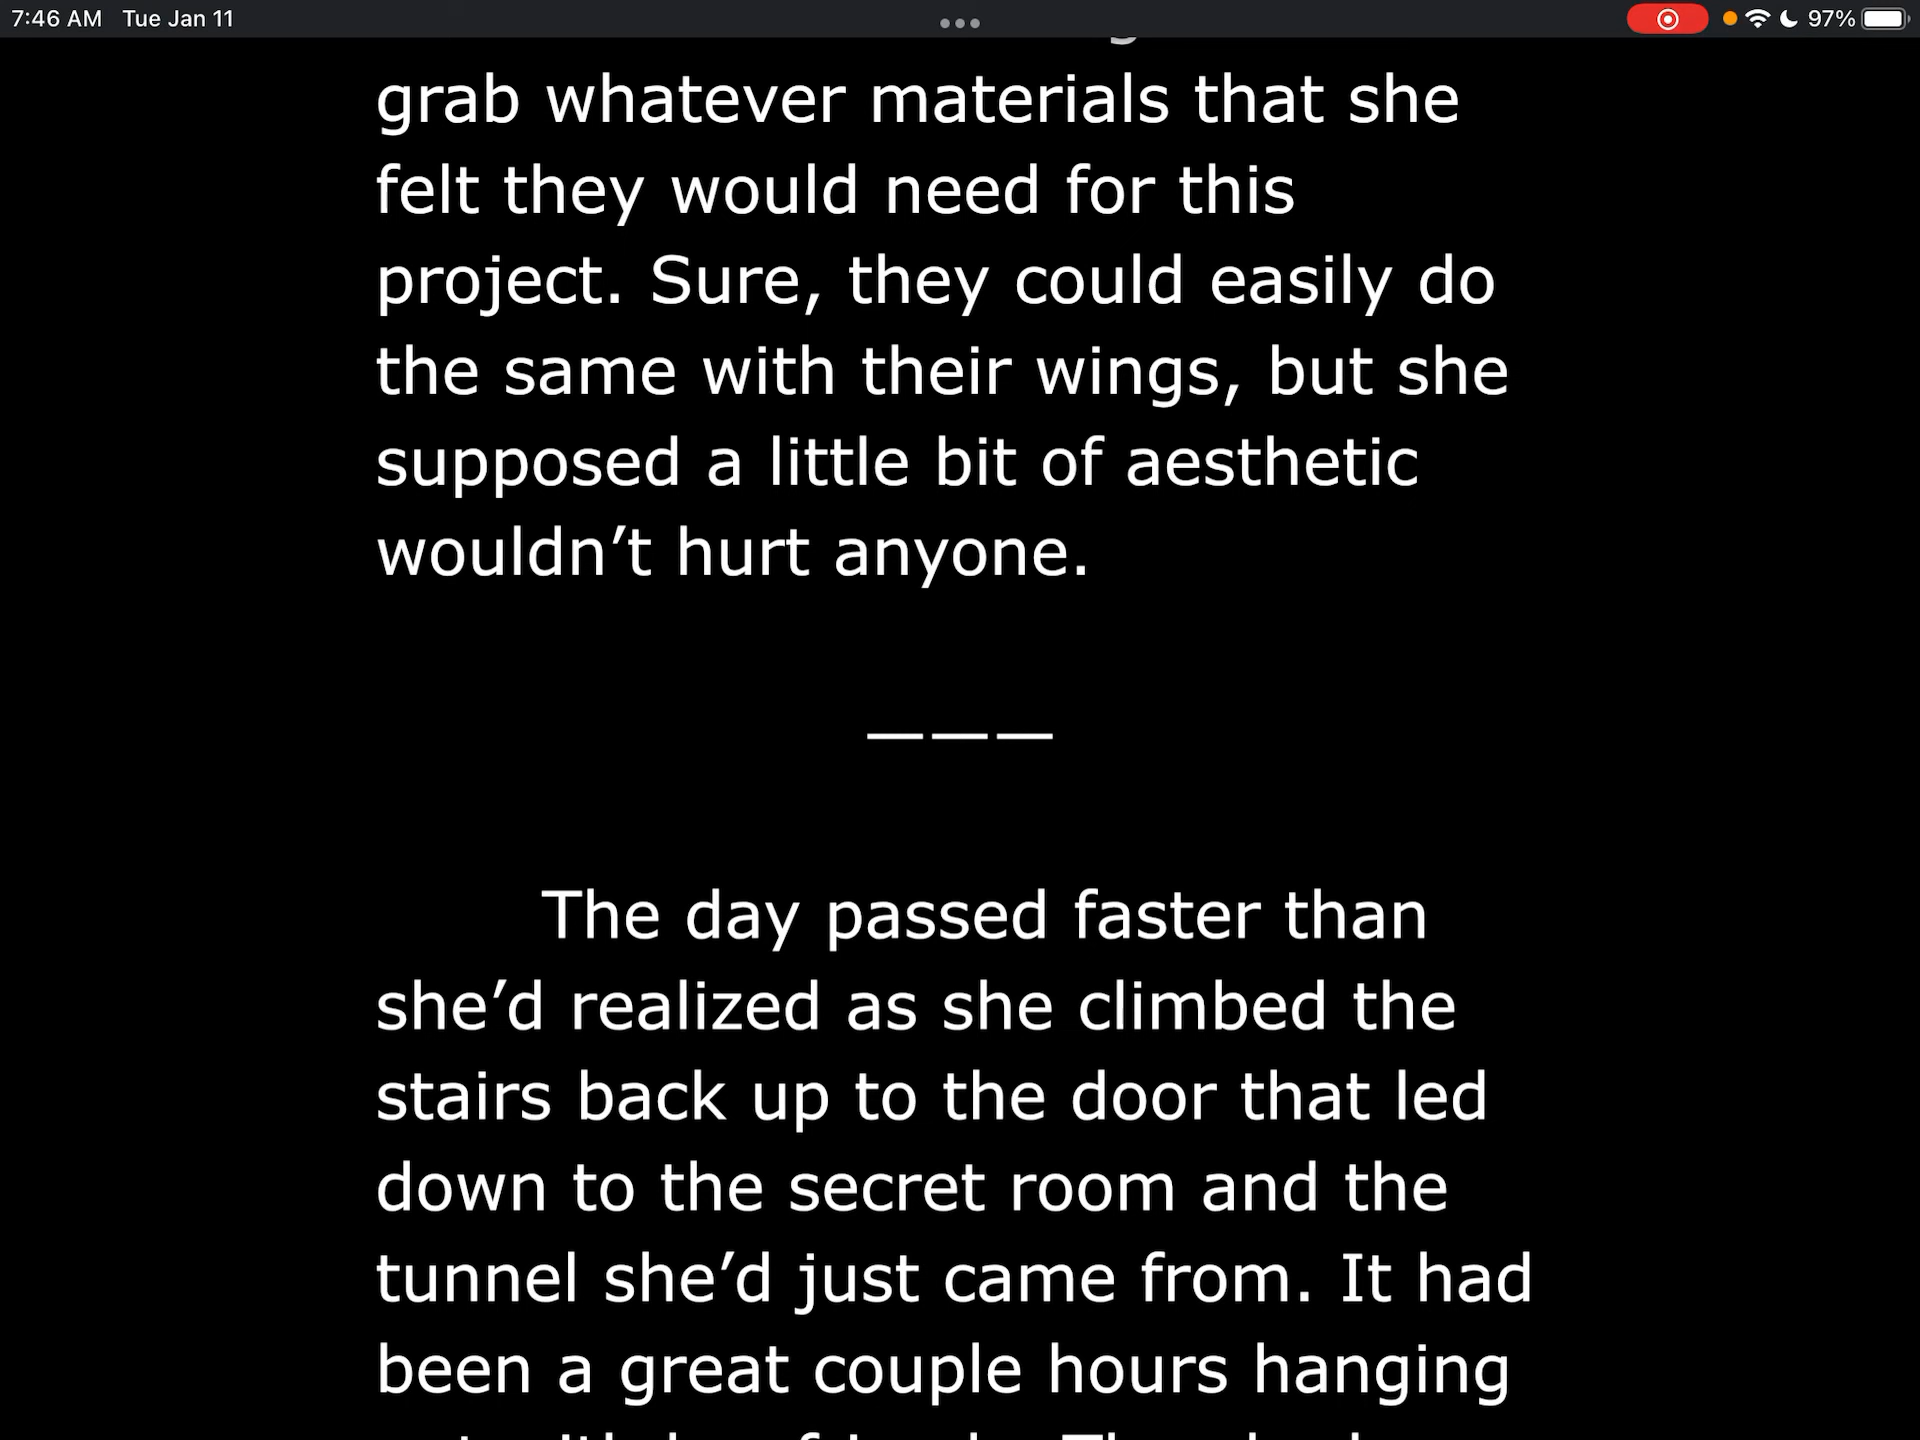 7:46 AM Tue Jan 11
97%
grab whatever materials that she
felt they would need for this
project. Sure, they could easily do
the same with their wings, but she
supposed a little bit of aesthetic
wouldn’t hurt anyone.
———
The day passed faster than
she’d realized as she climbed the
stairs back up to the door that led
down to the secret room and the
tunnel she’d just came from. It had
been a great couple hours hanging